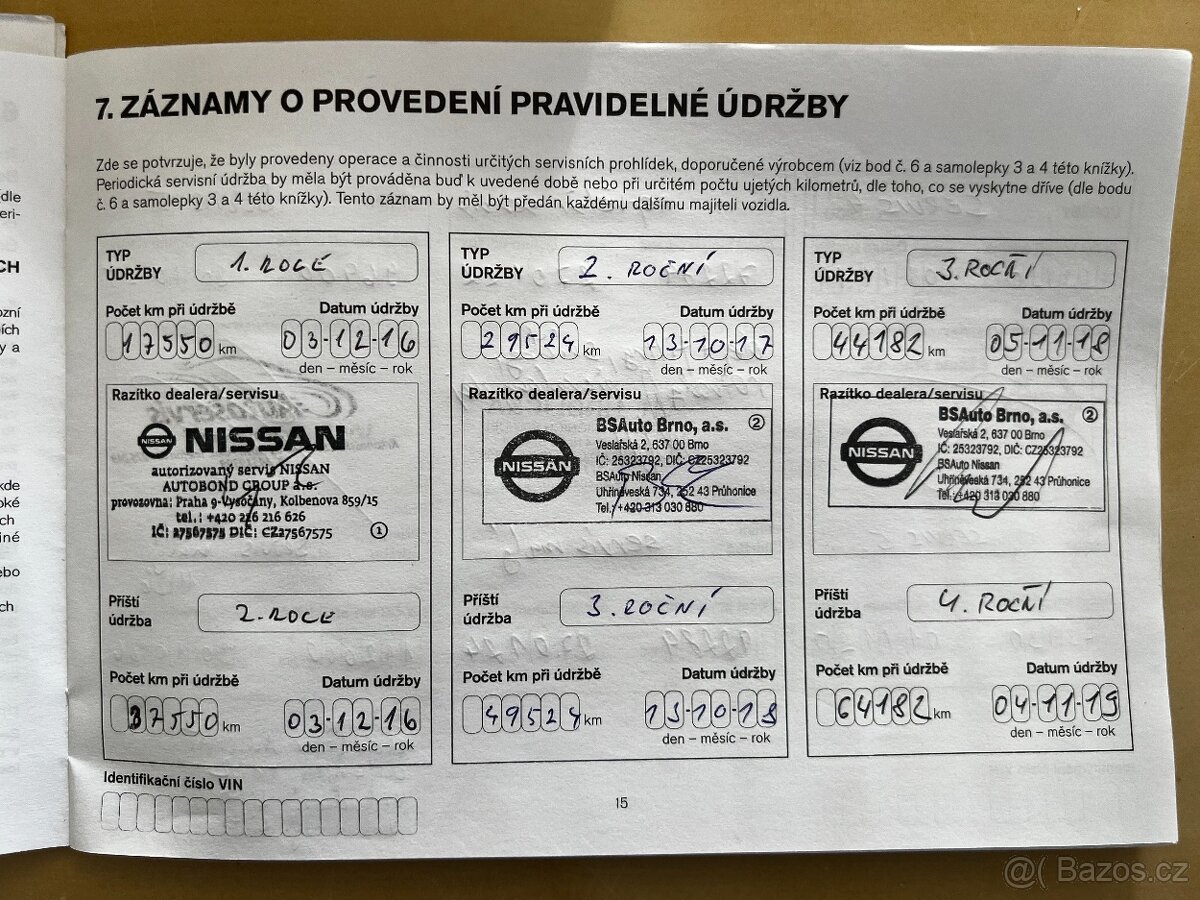 7. ZÁZNAMY O PROVEDENÍ PRAVIDELNÉ ÚDRŽBY
Zde se potvrzuje, že byly provedeny operace a činnosti určitých servisních prohlídek, doporučené výrobcem (viz bod č. 6 a samolepky 3 a 4 této knížky).
Periodická servisní údržba by měla být prováděna buď k uvedené době nebo při určitém počtu ujetých kilometrů, dle toho, co se vyskytne dříve (dle bodu
č. 6 a samolepky 3 a 4 této knížky). Tento záznam by měl být předán každému dalšímu majiteli vozidla.
TYP
ÚDRŽBY
1. ROCE
Počet km při údržbě Datum údržby
17550 km 03-12-16
den – měsíc – rok
Razítko dealera/servisu
NISSAN NISSAN
autorizovaný servis NISSAN
AUTOBOND GROUP a.s.
provozovna: Praha 9-Vysočany, Kolbenova 859/15
tel.: +420 216 216 626
IČ: 27567575 DIČ: CZ27567575 1
Příští
údržba
2. ROCE
Počet km při údržbě Datum údržby
37550 km 03-12-16
den – měsíc – rok
Identifikační číslo VIN
TYP
ÚDRŽBY
2. ROČNÍ
Počet km při údržbě Datum údržby
29524 km 13-10-17
den – měsíc – rok
Razítko dealera/servisu
NISSAN
BSAuto Brno, a.s. 2
Veslařská 2, 637 00 Brno
IČ: 25323792, DIČ: CZ25323792
BSAuto Nissan
Uhříněveská 734, 252 43 Průhonice
Tel.: +420 313 030 880
Příští
údržba
3. ROČNÍ
Počet km při údržbě Datum údržby
49524 km 13-10-18
den – měsíc – rok
TYP
ÚDRŽBY
3. ROČNÍ
Počet km při údržbě Datum údržby
44182 km 05-11-18
den – měsíc – rok
Razítko dealera/servisu
NISSAN
BSAuto Brno, a.s. 2
Veslařská 2, 637 00 Brno
IČ: 25323792, DIČ: CZ25323792
BSAuto Nissan
Uhříněveská 734, 252 43 Průhonice
Tel.: +420 313 030 880
Příští
údržba
4. ROČNÍ
Počet km při údržbě Datum údržby
64182 km 04-11-19
den – měsíc – rok
15
Bazos.cz